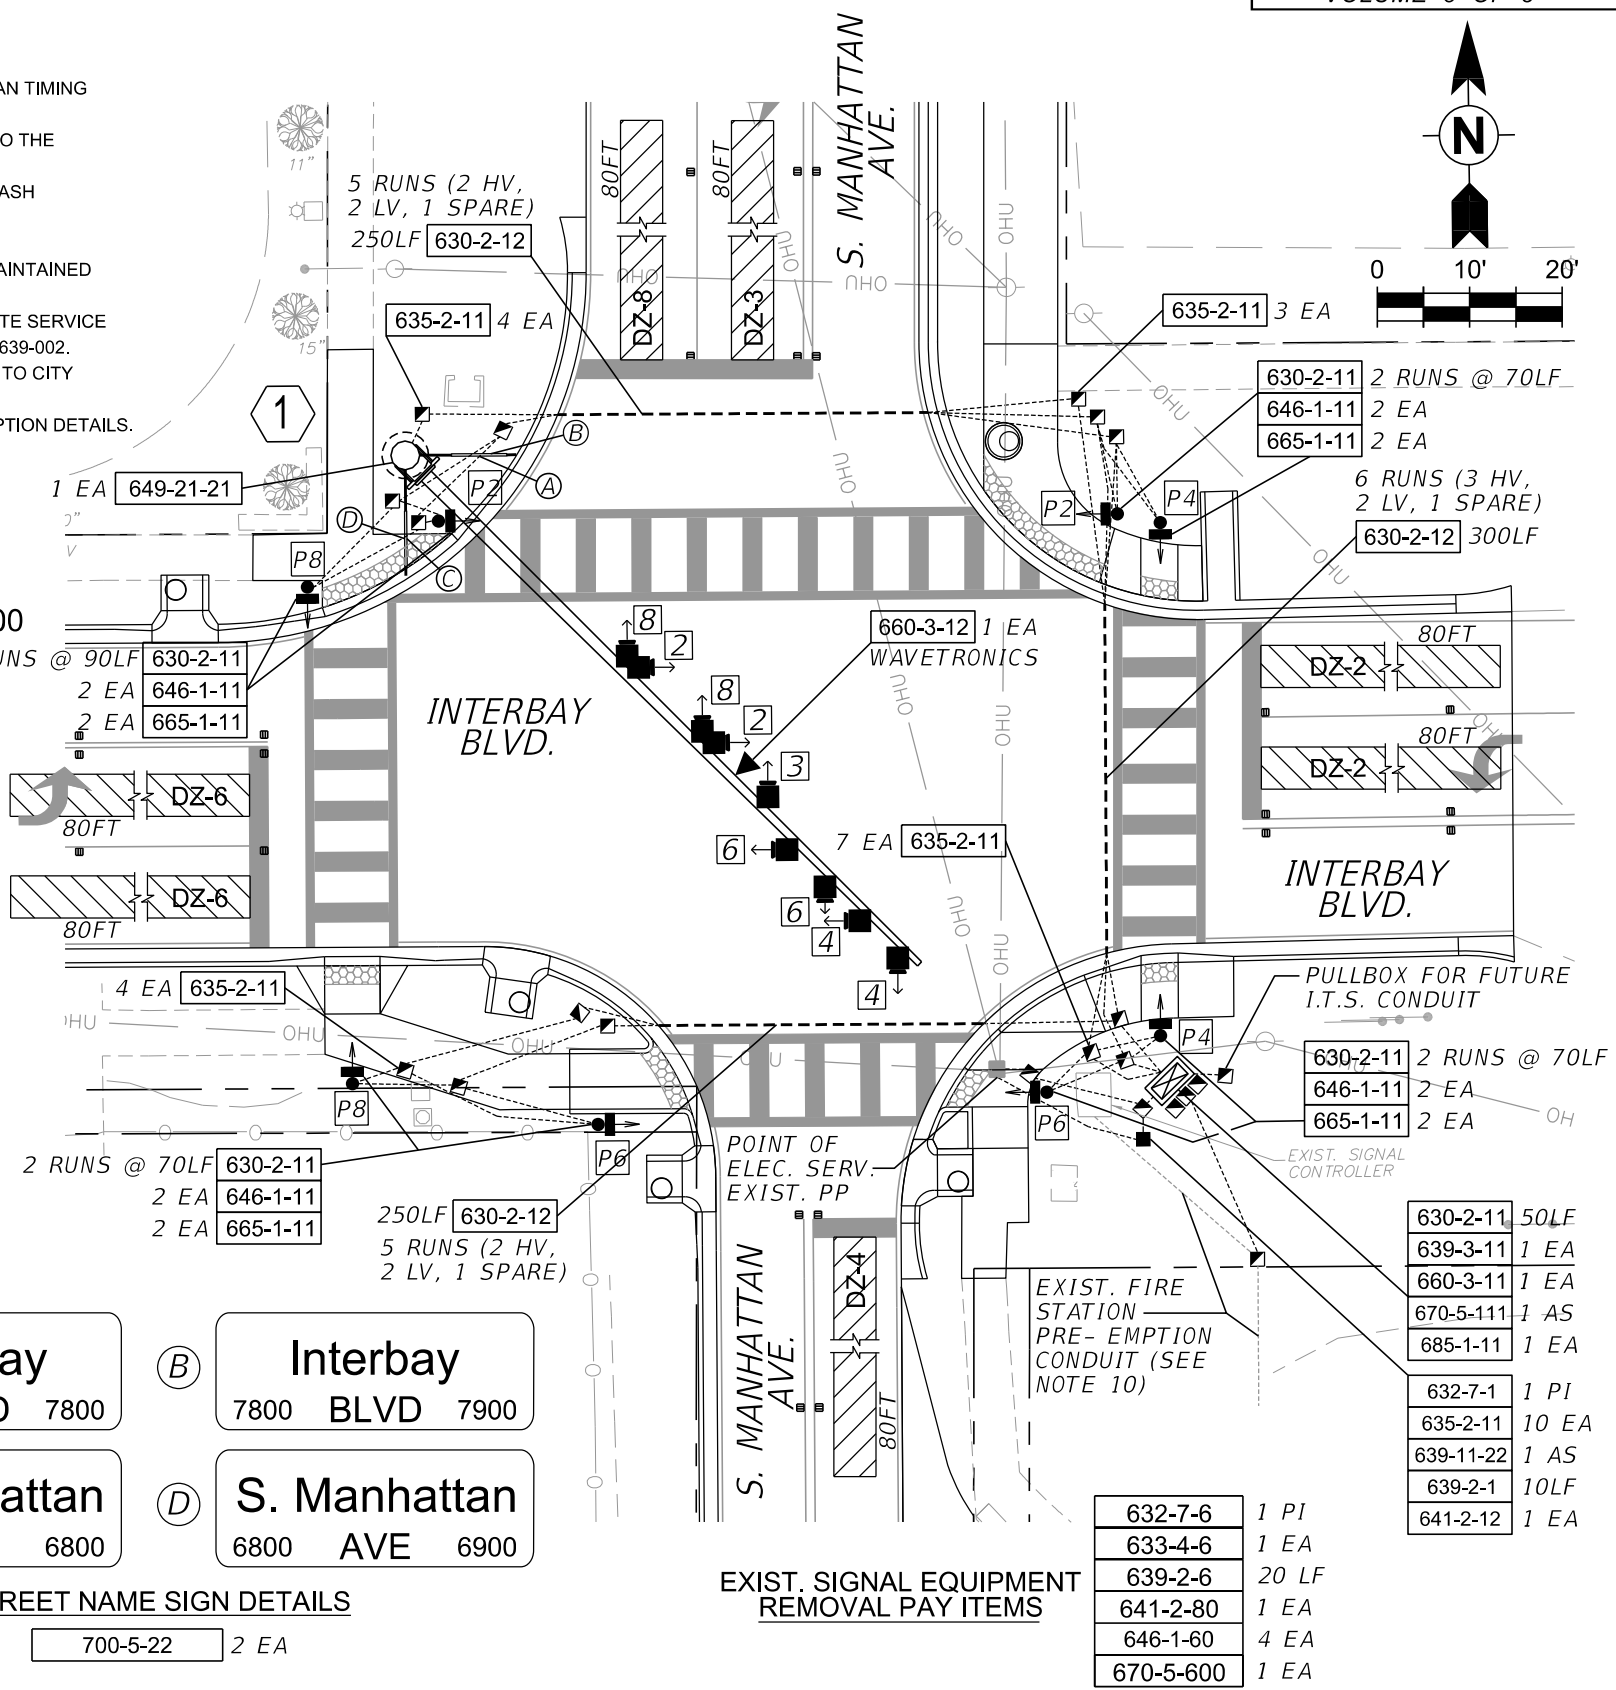 AN TIMING
O THE
ASH
AINTAINED
TE SERVICE
639-002.
TO CITY
PTION DETAILS.
11"
15"
1
5 RUNS (2 HV,
2 LV, 1 SPARE)
250LF 630-2-12
635-2-11 4 EA
80FT
80FT
DZ-8
DZ-3
S. MANHATTAN
AVE.
OHU
OHU
OHU
OHU
OHU
OHU
N
0 10' 20'
635-2-11 3 EA
630-2-11 2 RUNS @ 70LF
646-1-11 2 EA
665-1-11 2 EA
6 RUNS (3 HV,
2 LV, 1 SPARE)
630-2-12 300LF
1 EA 649-21-21
A
B
C
D
P2
P8
P2
P4
00
UNS @ 90LF 630-2-11
2 EA 646-1-11
2 EA 665-1-11
INTERBAY
BLVD.
8
2
8
2
3
6
6
4
4
660-3-12 1 EA
WAVETRONICS
7 EA 635-2-11
80FT
DZ-2
80FT
DZ-2
INTERBAY
BLVD.
DZ-6
80FT
DZ-6
80FT
4 EA 635-2-11
OHU
OHU
P8
P6
2 RUNS @ 70LF 630-2-11
2 EA 646-1-11
2 EA 665-1-11
250LF 630-2-12
5 RUNS (2 HV,
2 LV, 1 SPARE)
POINT OF
ELEC. SERV.
EXIST. PP
P4
P6
PULLBOX FOR FUTURE
I.T.S. CONDUIT
630-2-11 2 RUNS @ 70LF
646-1-11 2 EA
665-1-11 2 EA
EXIST. SIGNAL
CONTROLLER
630-2-11 50LF
639-3-11 1 EA
660-3-11 1 EA
670-5-111 1 AS
685-1-11 1 EA
632-7-1 1 PI
635-2-11 10 EA
639-11-22 1 AS
639-2-1 10LF
641-2-12 1 EA
EXIST. FIRE
STATION
PRE- EMPTION
CONDUIT (SEE
NOTE 10)
S. MANHATTAN
AVE.
DZ-4
80FT
ay
7800
B
Interbay
7800 BLVD 7900
attan
6800
D
S. Manhattan
6800 AVE 6900
REET NAME SIGN DETAILS
700-5-22 2 EA
EXIST. SIGNAL EQUIPMENT
REMOVAL PAY ITEMS
632-7-6 1 PI
633-4-6 1 EA
639-2-6 20 LF
641-2-80 1 EA
646-1-60 4 EA
670-5-600 1 EA